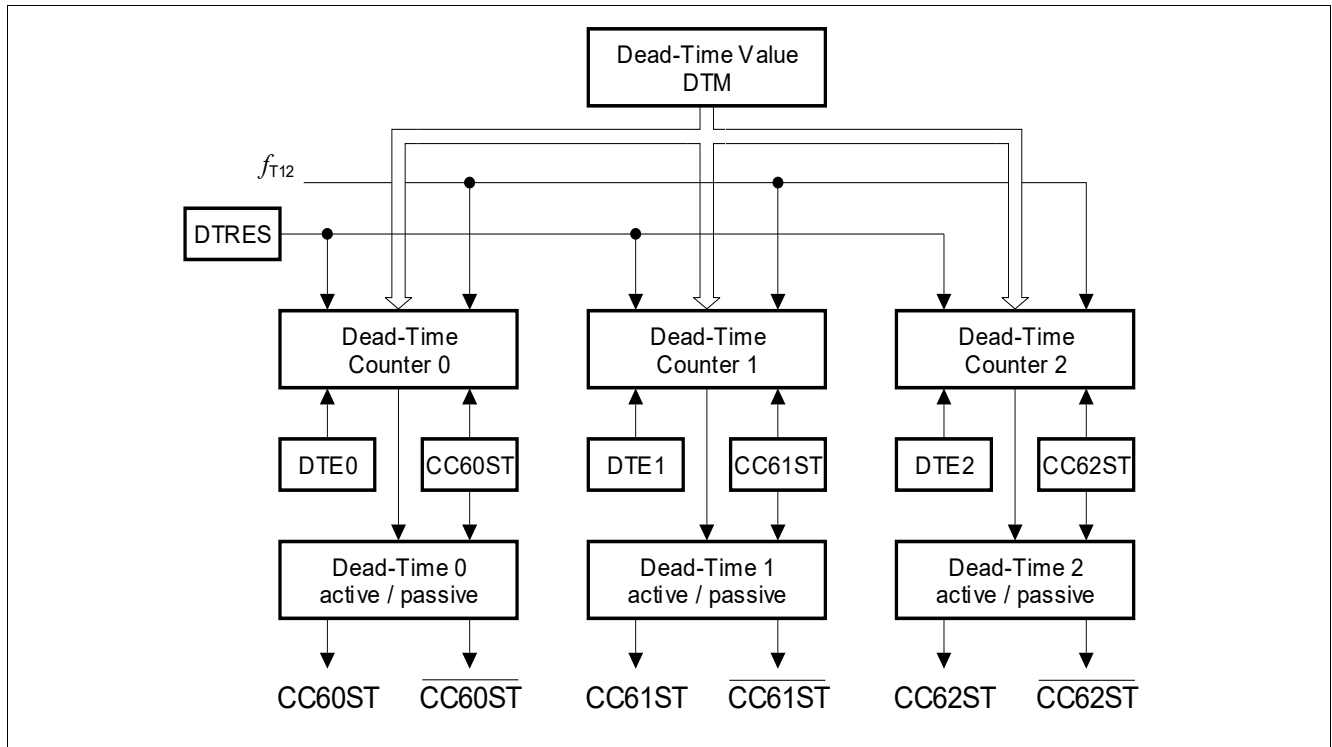 Dead-Time Value
DTM
fT12
DTRES
Dead-Time
Counter 0
Dead-Time
Counter 1
Dead-Time
Counter 2
DTE0
CC60ST
DTE1
CC61ST
DTE2
CC62ST
Dead-Time 0
active / passive
Dead-Time 1
active / passive
Dead-Time 2
active / passive
CC60ST
CC60ST
CC61ST
CC61ST
CC62ST
CC62ST